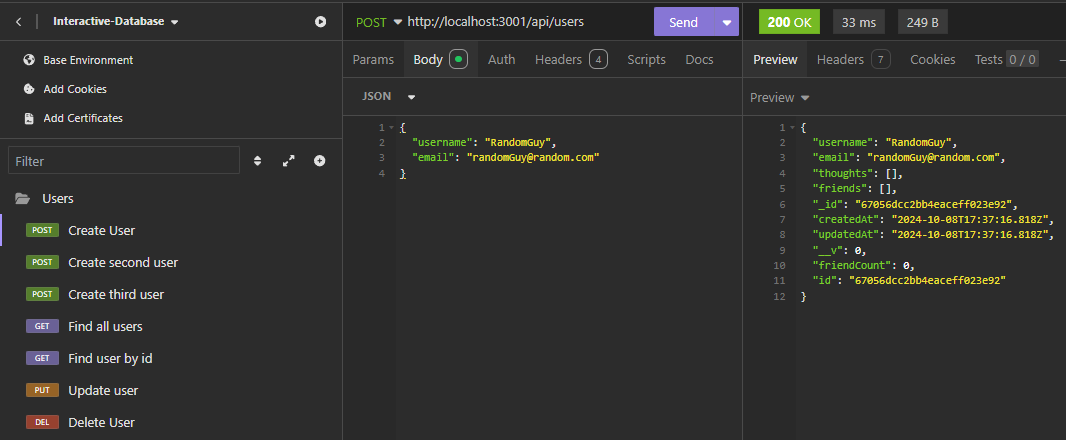 Interactive-Database
Base Environment
Add Cookies
Add Certificates
Filter
Users
POST Create User
POST Create second user
POST Create third user
GET Find all users
GET Find user by id
PUT Update user
DEL Delete User
POST http://localhost:3001/api/users Send
Params Body Auth Headers 4 Scripts Docs
JSON
1 {
2 "username": "RandomGuy",
3 "email": "randomGuy@random.com"
4 }
200 OK 33 ms 249 B
Preview Headers 7 Cookies Tests 0 / 0
Preview
1 {
2 "username": "RandomGuy",
3 "email": "randomGuy@random.com",
4 "thoughts": [],
5 "friends": [],
6 "_id": "67056dcc2bb4eaceff023e92",
7 "createdAt": "2024-10-08T17:37:16.818Z",
8 "updatedAt": "2024-10-08T17:37:16.818Z",
9 "__v": 0,
10 "friendCount": 0,
11 "id": "67056dcc2bb4eaceff023e92"
12 }